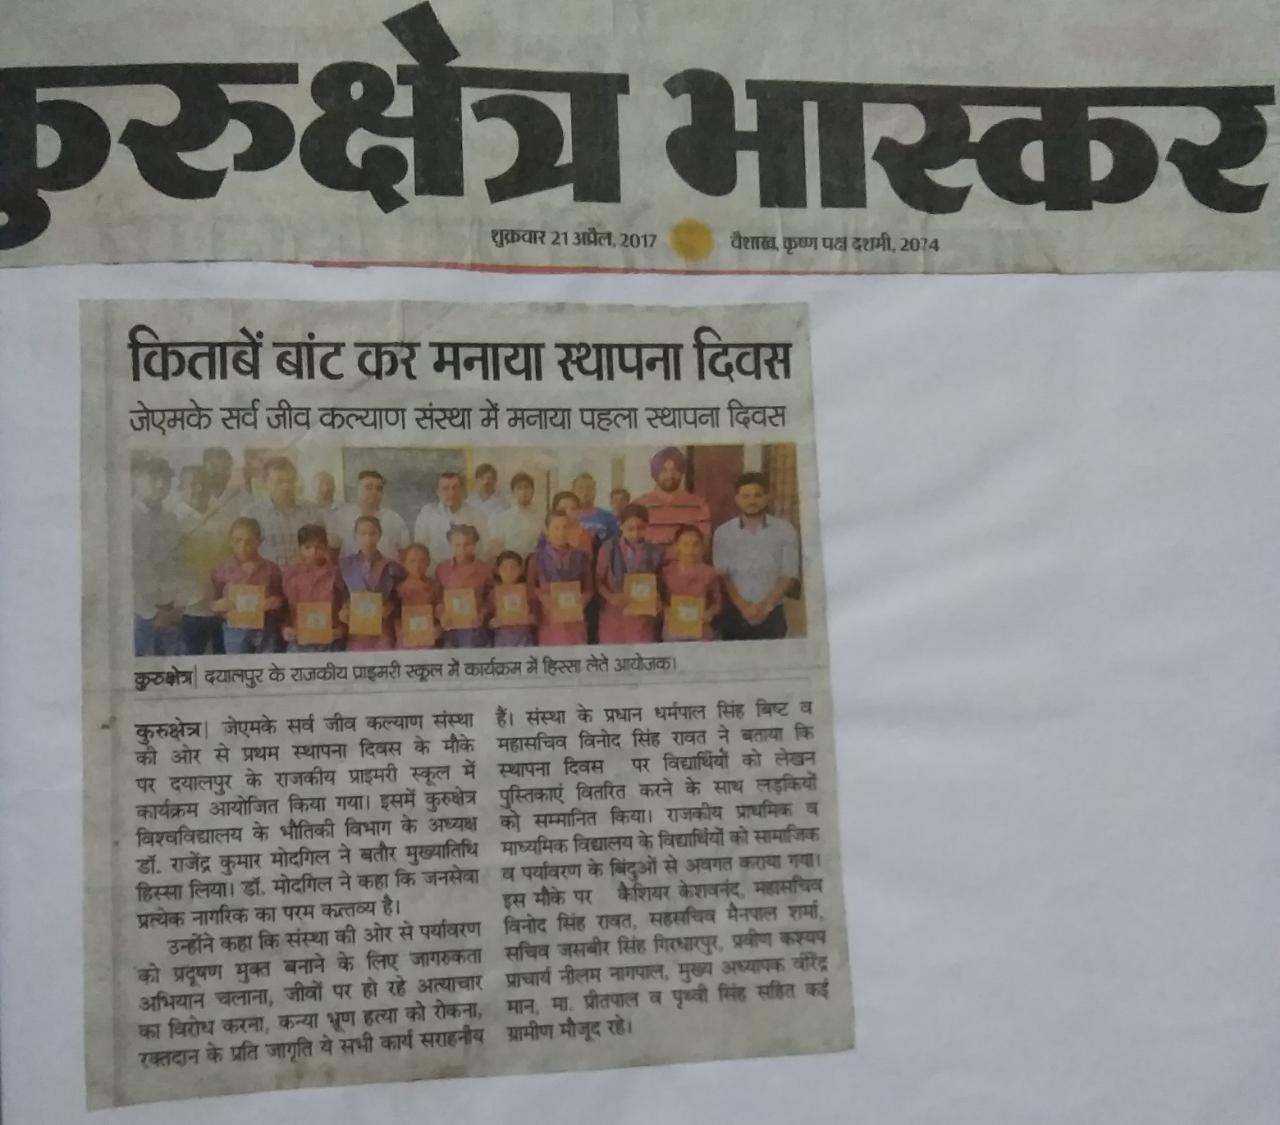 कुरुक्षेत्र भास्कर
शुक्रवार 21 अप्रैल, 2017 वैशाख, कृष्ण पक्ष दशमी, 2074
किताबें बांट कर मनाया स्थापना दिवस
जेएमके सर्व जीव कल्याण संस्था में मनाया पहला स्थापना दिवस
कुरुक्षेत्र| दयालपुर के राजकीय प्राइमरी स्कूल में कार्यक्रम में हिस्सा लेते आयोजक।
कुरुक्षेत्र| जेएमके सर्व जीव कल्याण संस्था
की ओर से प्रथम स्थापना दिवस के मौके
पर दयालपुर के राजकीय प्राइमरी स्कूल में
कार्यक्रम आयोजित किया गया। इसमें कुरुक्षेत्र
विश्वविद्यालय के भौतिकी विभाग के अध्यक्ष
डॉ. राजेंद्र कुमार मोदगिल ने बतौर मुख्यातिथि
हिस्सा लिया। डॉ. मोदगिल ने कहा कि जनसेवा
प्रत्येक नागरिक का परम कर्त्तव्य है।
उन्होंने कहा कि संस्था की ओर से पर्यावरण
को प्रदूषण मुक्त बनाने के लिए जागरुकता
अभियान चलाना, जीवों पर हो रहे अत्याचार
का विरोध करना, कन्या भ्रूण हत्या को रोकना,
रक्तदान के प्रति जागृति ये सभी कार्य सराहनीय
हैं। संस्था के प्रधान धर्मपाल सिंह बिष्ट व
महासचिव विनोद सिंह रावत ने बताया कि
स्थापना दिवस पर विद्यार्थियों को लेखन
पुस्तिकाएं वितरित करने के साथ लड़कियों
को सम्मानित किया। राजकीय प्राथमिक व
माध्यमिक विद्यालय के विद्यार्थियों को सामाजिक
व पर्यावरण के बिंदुओं से अवगत कराया गया।
इस मौके पर कैशियर केशवनंद, महासचिव
विनोद सिंह रावत, सहसचिव मैनपाल शर्मा,
सचिव जसबीर सिंह गिरधारपुर, प्रवीण कश्यप
प्राचार्य नीलम नागपाल, मुख्य अध्यापक वीरेंद्र
मान, मा. प्रीतपाल व पृथ्वी सिंह सहित कई
ग्रामीण मौजूद रहे।